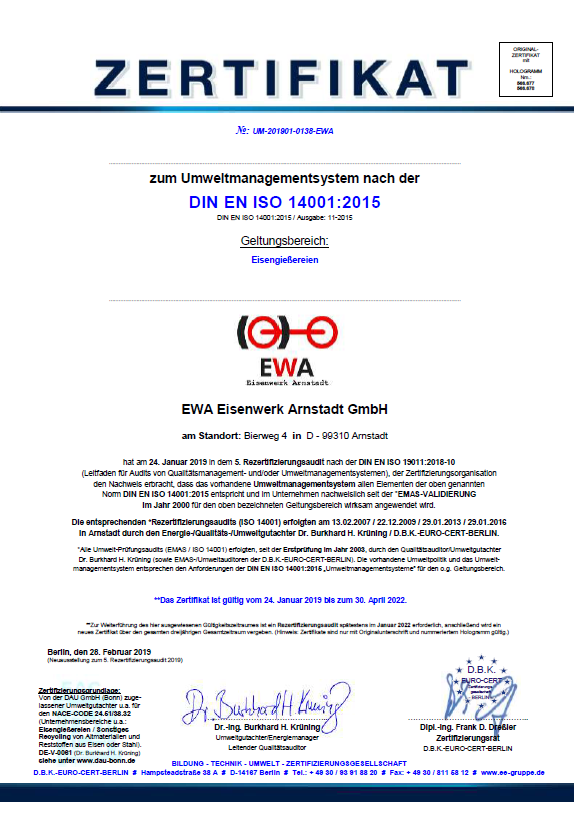 ZERTIFIKAT
ORIGINAL-
ZERTIFIKAT
mit
HOLOGRAMM
Nrn.:
666.677
666.678
№: UM-201901-0138-EWA
zum Umweltmanagementsystem nach der
DIN EN ISO 14001:2015
DIN EN ISO 14001:2015 / Ausgabe: 11-2015
Geltungsbereich:
Eisengießereien
EWA
Eisenwerk Arnstadt
EWA Eisenwerk Arnstadt GmbH
am Standort: Bierweg 4 in D - 99310 Arnstadt
hat am 24. Januar 2019 in dem 5. Rezertifizierungsaudit nach der DIN EN ISO 19011:2018-10
(Leitfaden für Audits von Qualitätsmanagement- und/oder Umweltmanagementsystemen), der Zertifizierungsorganisation
den Nachweis erbracht, dass das vorhandene Umweltmanagementsystem allen Elementen der oben genannten
Norm DIN EN ISO 14001:2015 entspricht und im Unternehmen nachweislich seit der "EMAS-VALIDIERUNG
im Jahr 2000 für den oben bezeichneten Geltungsbereich wirksam angewendet wird.
Die entsprechenden *Rezertifizierungsaudits (ISO 14001) erfolgten am 13.02.2007 / 22.12.2009 / 29.01.2013 / 29.01.2016
in Arnstadt durch den Energie-/Qualitäts-/Umweltgutachter Dr. Burkhard H. Krüning / D.B.K.-EURO-CERT-BERLIN.
*Alle Umwelt-Prüfungsaudits (EMAS / ISO 14001) erfolgten, seit der Erstprüfung im Jahr 2003, durch den Qualitätsauditor/Umweltgutachter
Dr. Burkhard H. Krüning (sowie EMAS-/Umweltauditoren der D.B.K.-EURO-CERT-BERLIN). Die vorhandene Umweltpolitik und das Umwelt-
managementsystem entsprechen den Anforderungen der DIN EN ISO 14001:2015 „Umweltmanagementsysteme" für den o.g. Geltungsbereich.
**Das Zertifikat ist gültig vom 24. Januar 2019 bis zum 30. April 2022.
**Zur Weiterführung des hier ausgewiesenen Gültigkeitszeitraumes ist ein Rezertifizierungsaudit spätestens im Januar 2022 erforderlich, anschließend wird ein
neues Zertifikat über den gesamten dreijährigen Gesamtzeitraum vergeben. (Hinweis: Zertifikate sind nur mit Originalunterschrift und nummeriertem Hologramm gültig.)
Berlin, den 28. Februar 2019
(Neuausstellung zum 5. Rezertifizierungsaudit 2019)
Zertifizierungsgrundlage:
Von der DAU GmbH (Bonn) zuge-
lassener Umweltgutachter u.a. für
den NACE-CODE 24.51/38.32
(Unternehmensbereiche u.a.:
Eisengießereien / Sonstiges
Recycling von Altmaterialien und
Reststoffen aus Eisen oder Stahl).
DE-V-0081 (Dr. Burkhard H. Krüning)
siehe unter www.dau-bonn.de
Dr. Burkhard H. Krüning
Dr.-Ing. Burkhard H. Krüning
Umweltgutachter/Energiemanager
Leitender Qualitätsauditor
D.B.K.
EURO-CERT
BERLIN
Dipl.-Ing. Frank D. Dreßler
Zertifizierungsrat
D.B.K.-EURO-CERT-BERLIN
BILDUNG - TECHNIK - UMWELT - ZERTIFIZIERUNGSGESELLSCHAFT
D.B.K.-EURO-CERT-BERLIN # Hampsteadstraße 38 A # D-14167 Berlin # Tel.: + 49 30 / 93 91 88 20 # Fax: + 49 30 / 811 58 12 # www.ee-gruppe.de